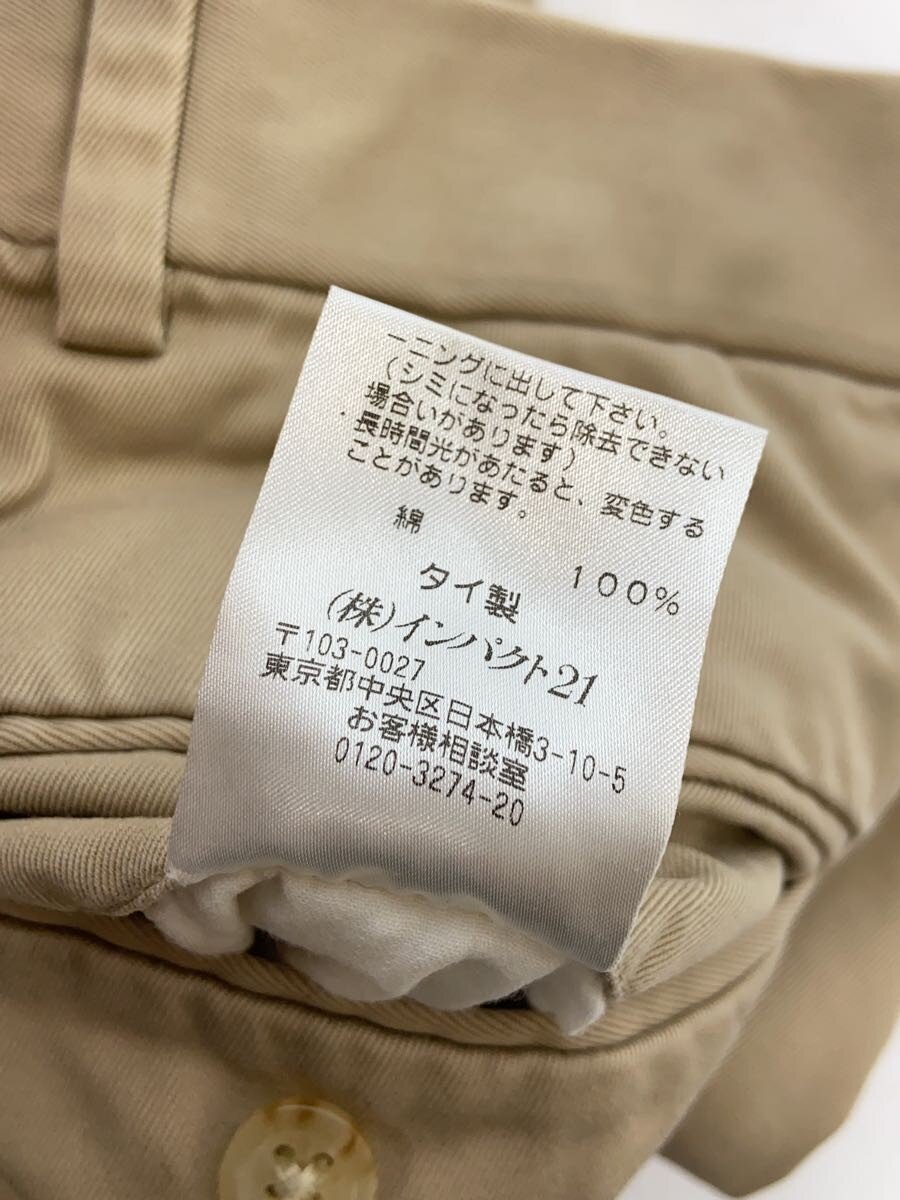 ーニングに出して下さい。
(シミになったら除去できない
場合いがあります)
.長時間光があたると、変色する
ことがあります。
綿 100%
タイ製
(株)インパクト21
〒103-0027
東京都中央区日本橋3-10-5
お客様相談室
0120-3274-20